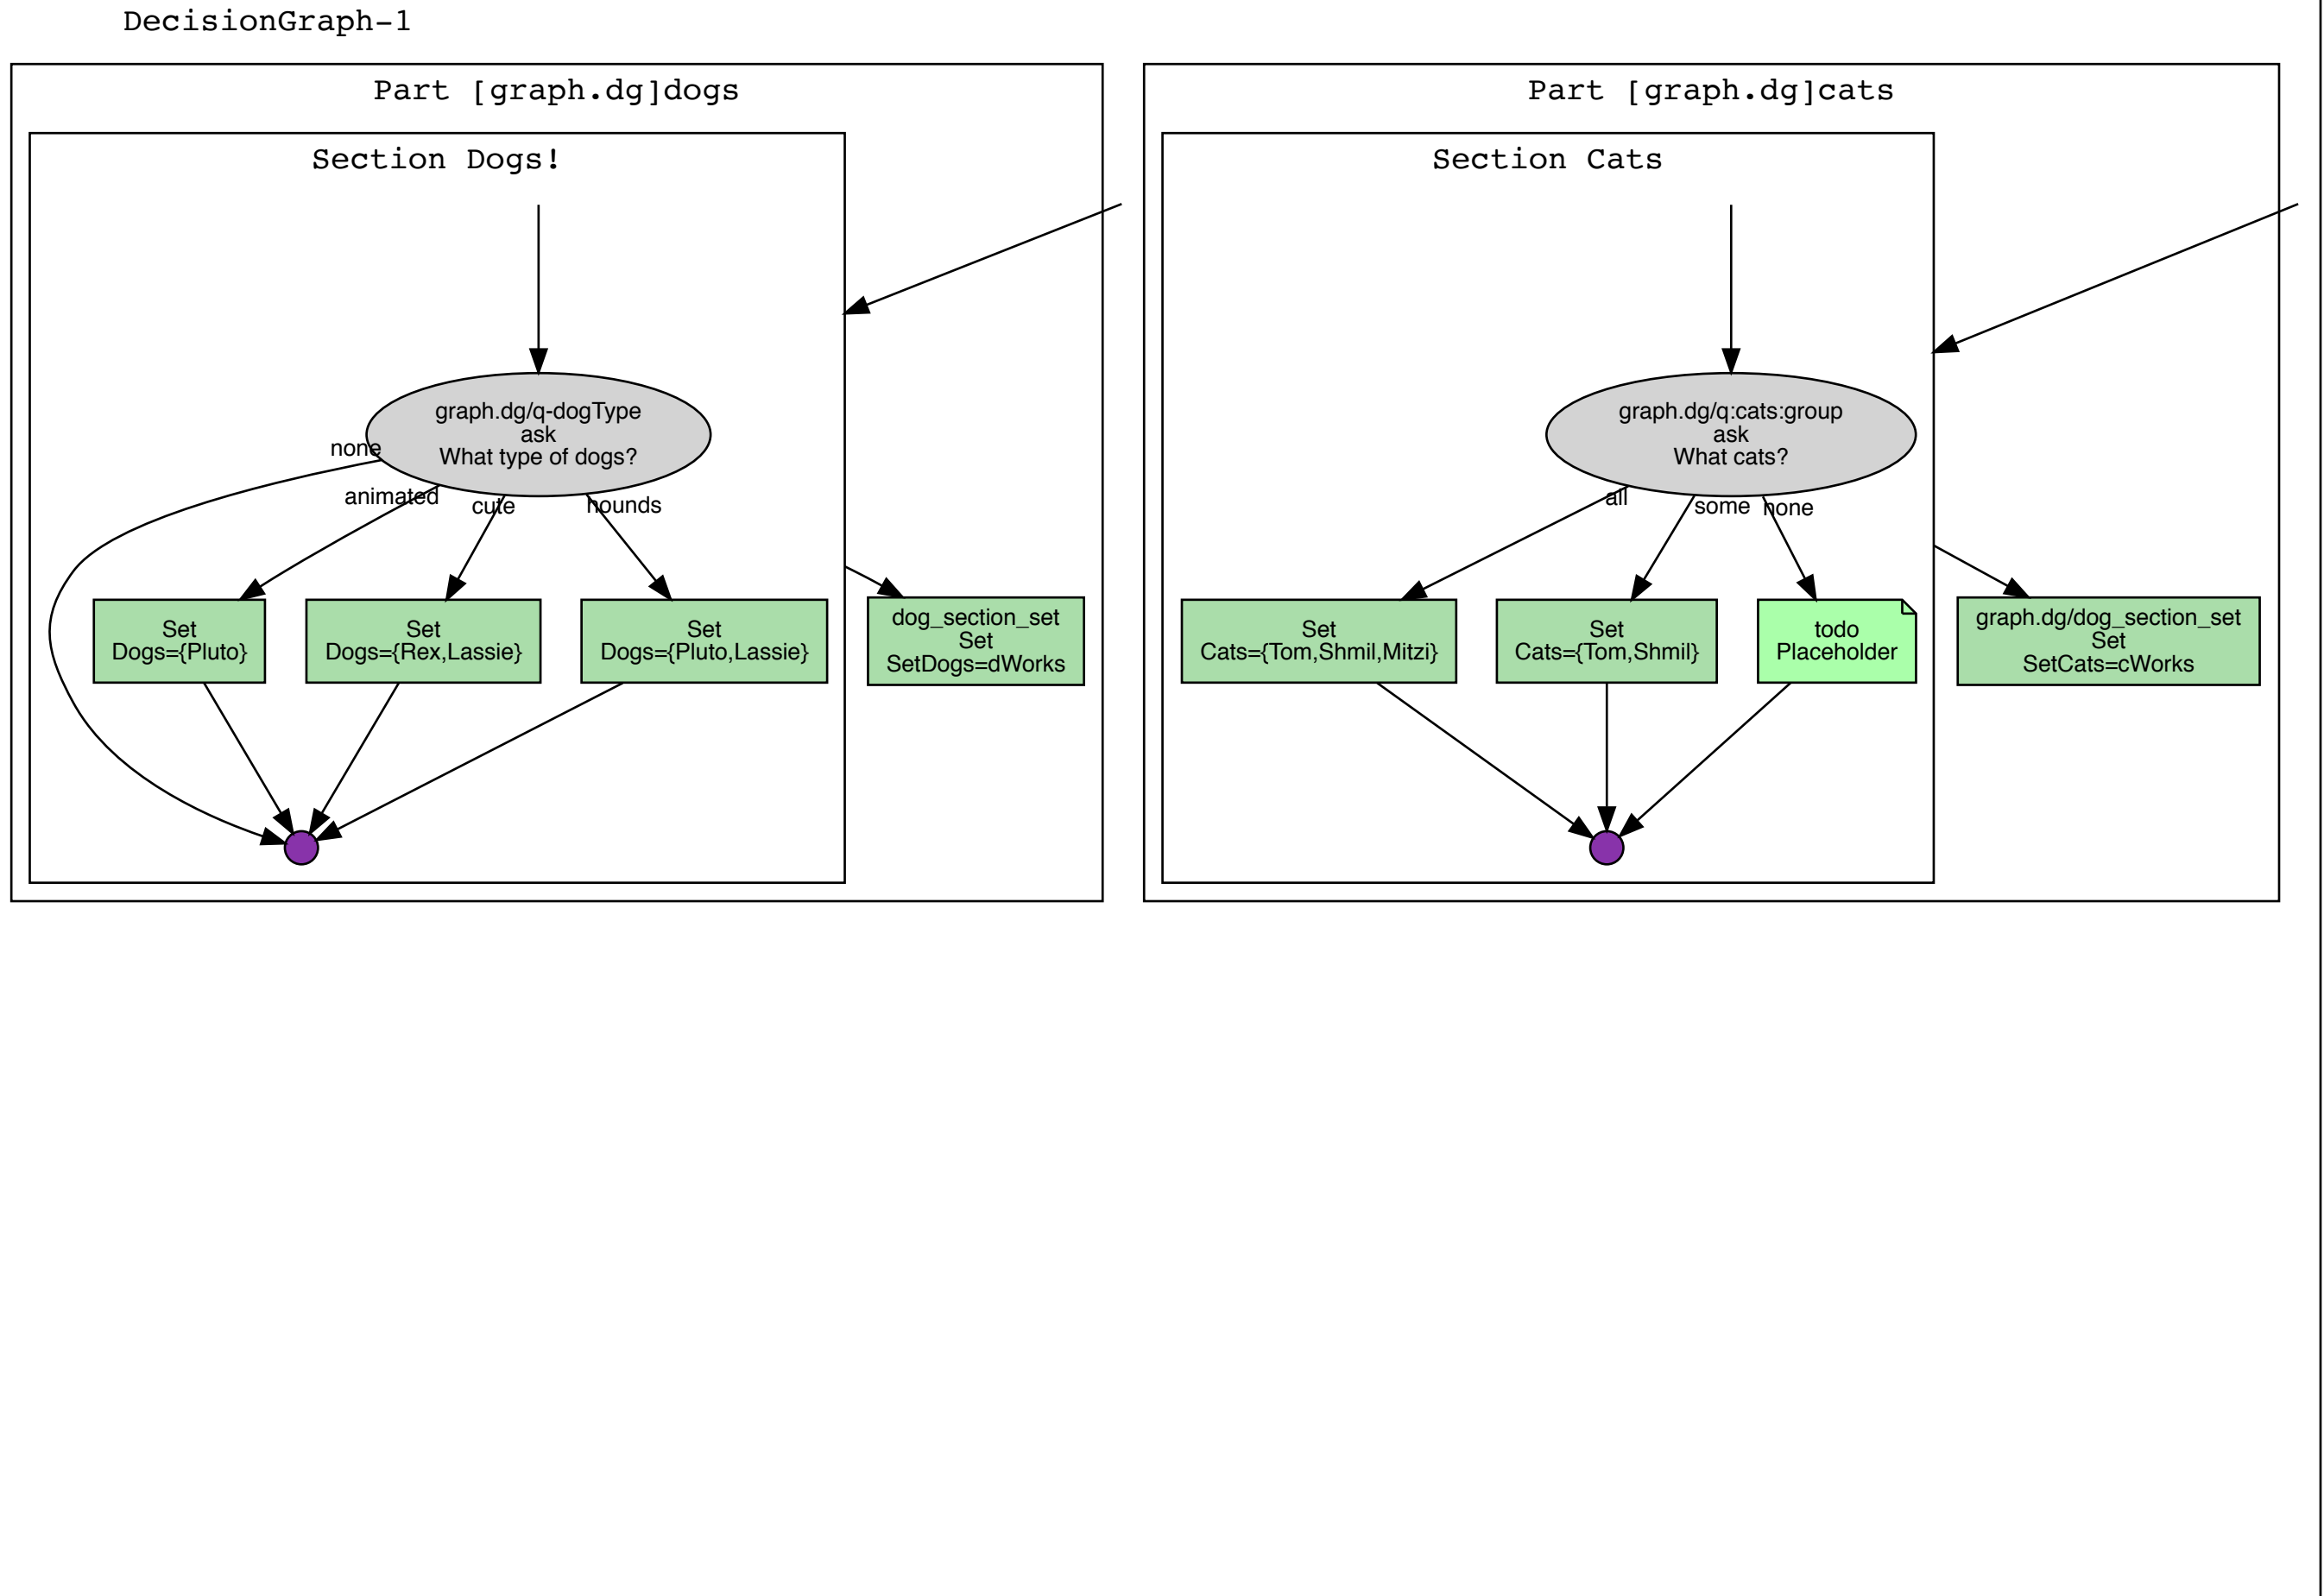 DecisionGraph-1
Part [graph.dg]dogs
Section Dogs!
graph.dg/q-dogType
ask
What type of dogs?
none
animated
cute
hounds
Set
Dogs={Pluto}
Set
Dogs={Rex,Lassie}
Set
Dogs={Pluto,Lassie}
dog_section_set
Set
SetDogs=dWorks
Part [graph.dg]cats
Section Cats
graph.dg/q:cats:group
ask
What cats?
all
some
none
Set
Cats={Tom,Shmil,Mitzi}
Set
Cats={Tom,Shmil}
todo
Placeholder
graph.dg/dog_section_set
Set
SetCats=cWorks